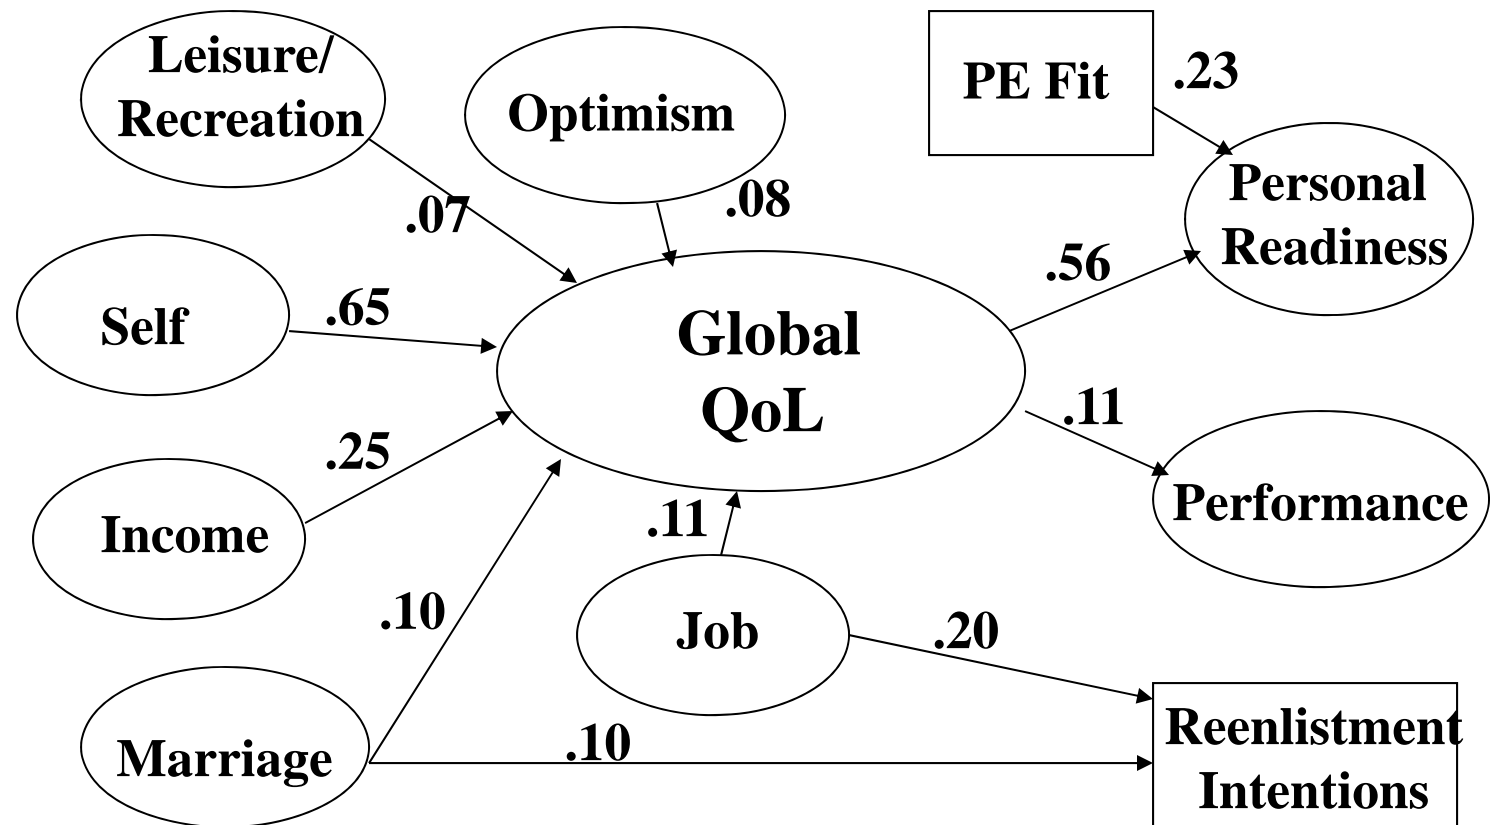 Leisure/
Recreation
Optimism
PE Fit
.23
Personal
Readiness
.07
.08
.56
Self
.65
Global
QoL
.25
.11
Income
.11
Performance
.10
Job
.20
Marriage
.10
Reenlistment
Intentions